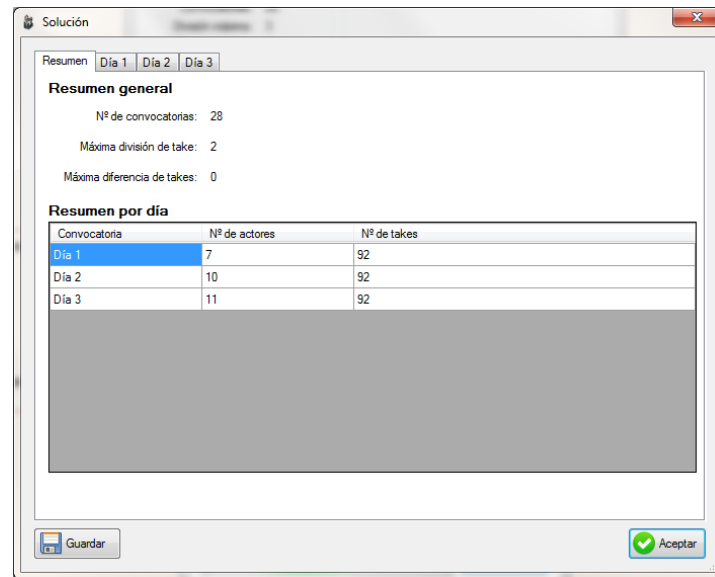 Solución
Resumen Día 1 Día 2 Día 3
Resumen general
Nº de convocatorias: 28
Máxima división de take: 2
Máxima diferencia de takes: 0
Resumen por día
Convocatoria Nº de actores Nº de takes
Día 1 7 92
Día 2 10 92
Día 3 11 92
Guardar Aceptar